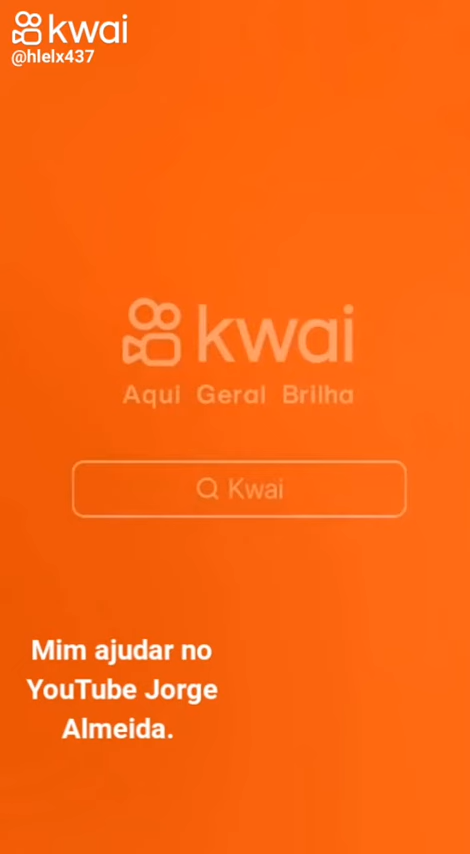 kwai
@hlelx437
kwai
Aqui Geral Brilha
Kwai
Mim ajudar no
YouTube Jorge
Almeida.